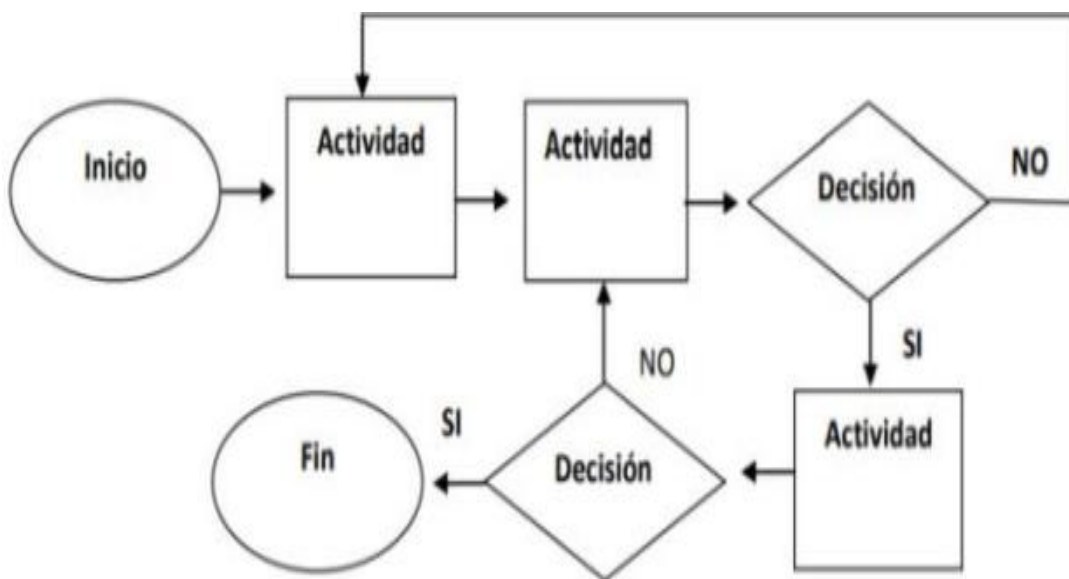 Inicio
Actividad
Actividad
Decisión
NO
SI
Actividad
Decisión
NO
SI
Fin